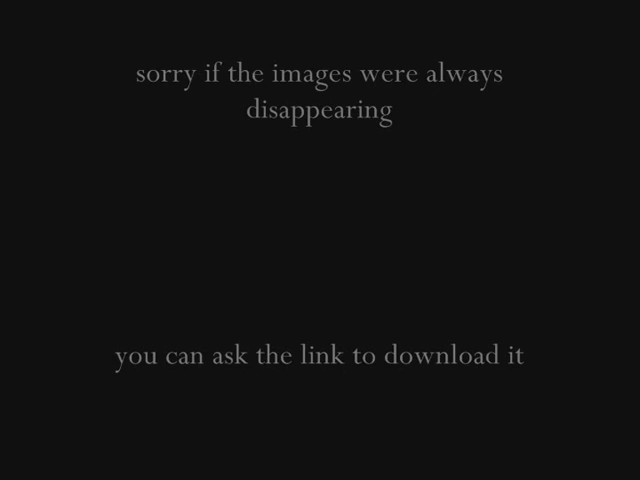 sorry if the images were always
disappearing
you can ask the link to download it